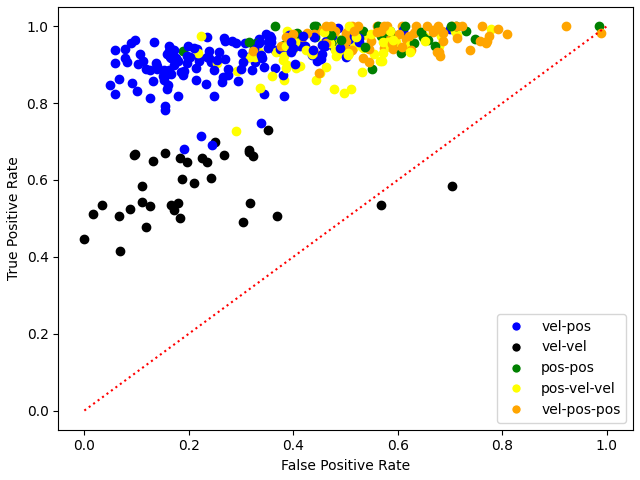 True Positive Rate
1.0
0.8
0.6
0.4
0.2
0.0
0.0 0.2 0.4 0.6 0.8 1.0
False Positive Rate
vel-pos
vel-vel
pos-pos
pos-vel-vel
vel-pos-pos